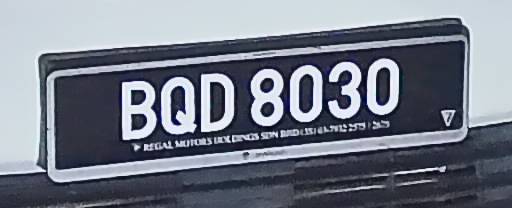 BQD 8030
REGAL MOTORS HOLDINGS SDN BHD